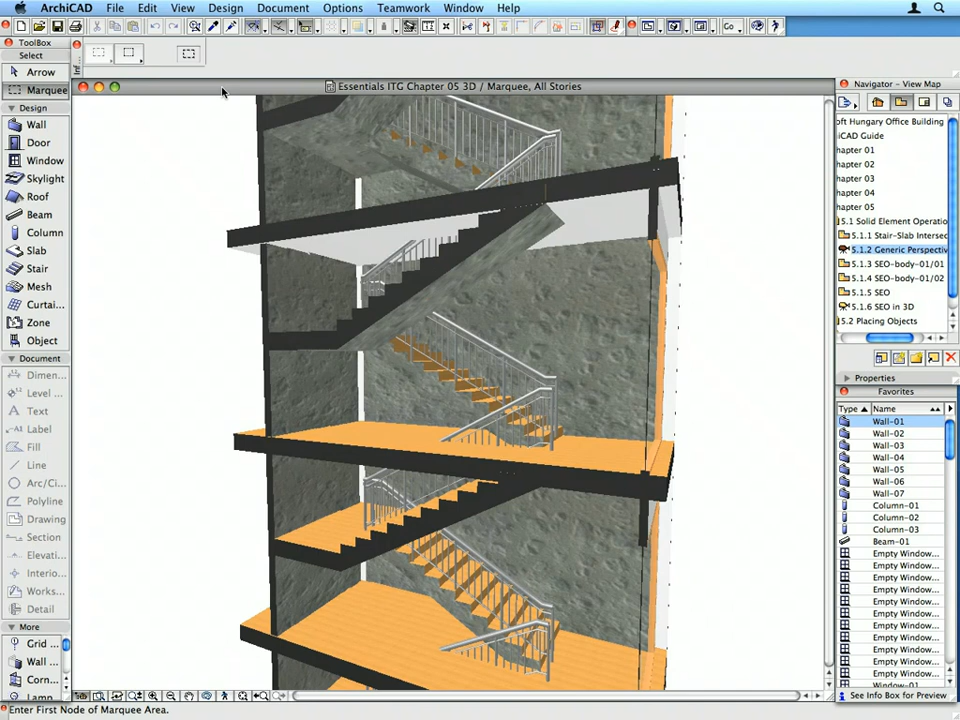 ArchiCAD File Edit View Design Document Options Teamwork Window Help
Go...
ToolBox
Select
Arrow
Marquee
Design
Wall
Door
Window
Skylight
Roof
Beam
Column
Slab
Stair
Mesh
Curtai...
Zone
Object
Document
Dimen...
Level ...
Text
Label
Fill
Line
Arc/Ci...
Polyline
Drawing
Section
Elevati...
Interio...
Works...
Detail
More
Grid ...
Wall ...
Corn...
Lamp
Essentials ITG Chapter 05 3D / Marquee, All Stories
Navigator - View Map
oft Hungary Office Building
iCAD Guide
hapter 01
hapter 02
hapter 03
hapter 04
hapter 05
5.1 Solid Element Operatio
5.1.1 Stair-Slab Intersec
5.1.2 Generic Perspectiv
5.1.3 SEO-body-01/01
5.1.4 SEO-body-01/02
5.1.5 SEO
5.1.6 SEO in 3D
5.2 Placing Objects
Properties
Favorites
Type Name
Wall-01
Wall-02
Wall-03
Wall-04
Wall-05
Wall-06
Wall-07
Column-01
Column-02
Column-03
Beam-01
Empty Window...
Empty Window...
Empty Window...
Empty Window...
Empty Window...
Empty Window...
Empty Window...
Empty Window...
Empty Window...
Empty Window...
Empty Window...
Window-01
See Info Box for Preview
Enter First Node of Marquee Area.